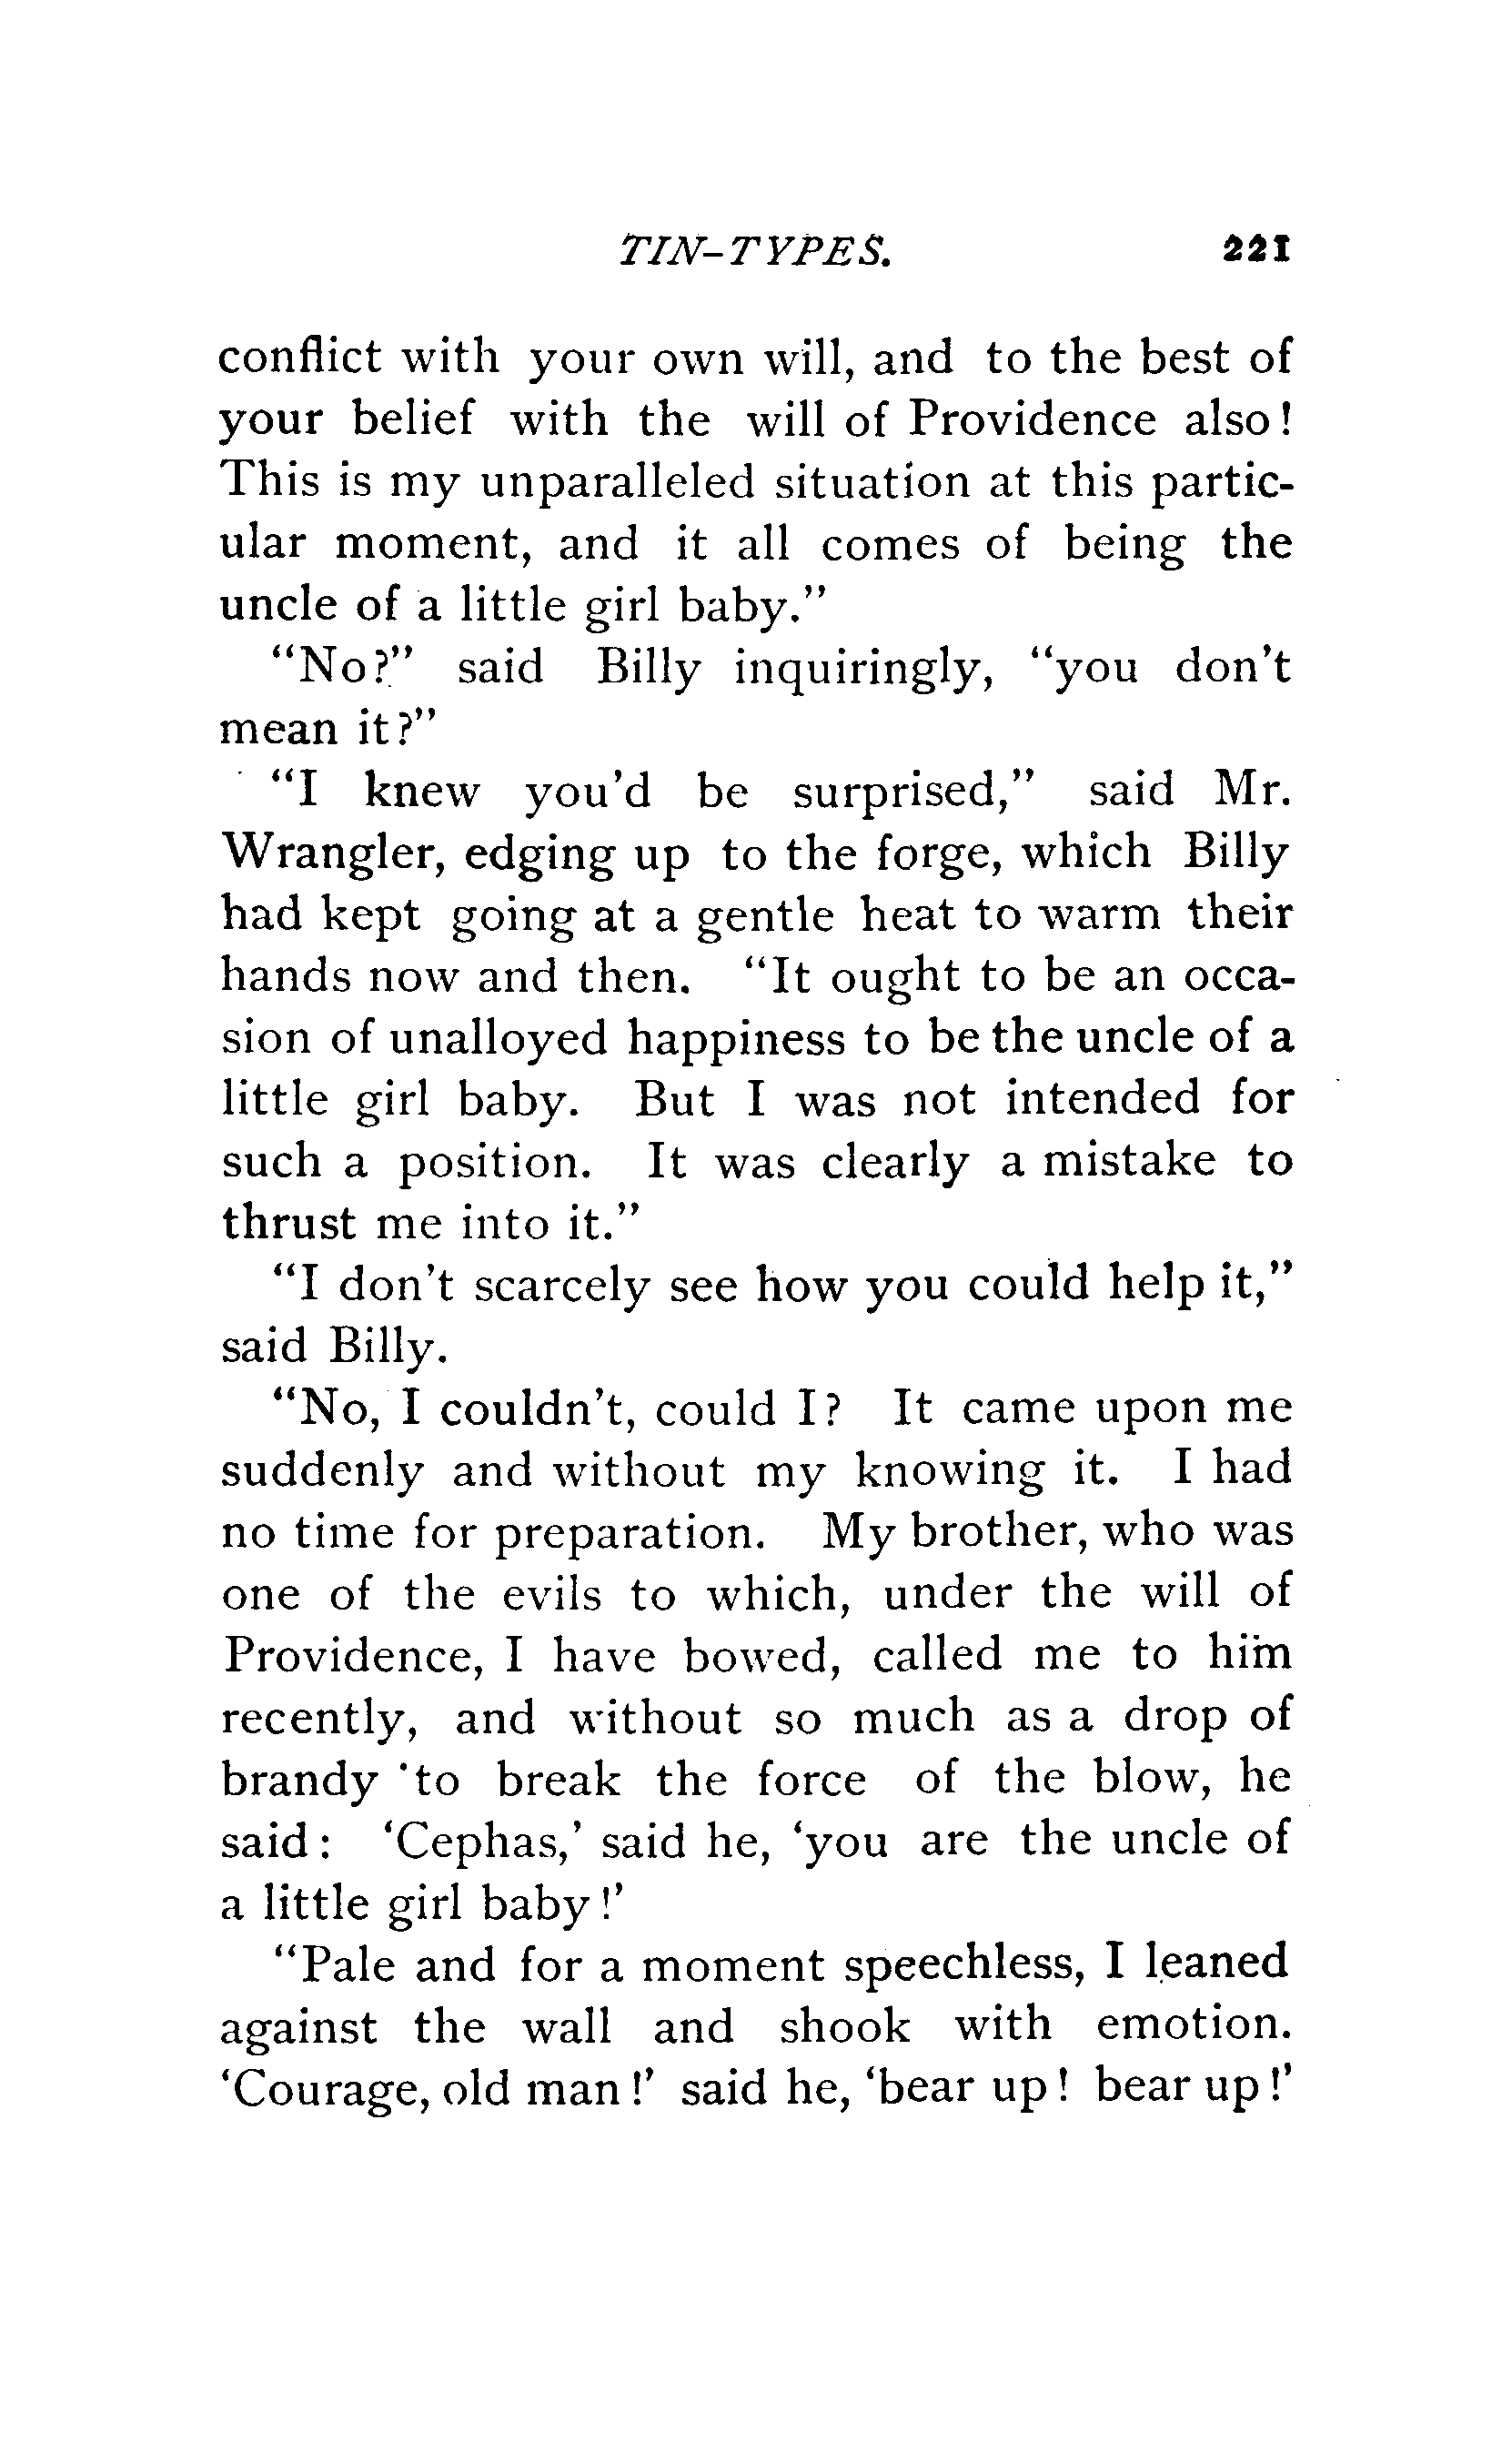 TIN-TYPES. 221
conflict with your own will, and to the best of
your belief with the will of Providence also!
This is my unparalleled situation at this partic-
ular moment, and it all comes of being the
uncle of a little girl baby.”
“No?” said Billy inquiringly, “you don’t
mean it?”
“I knew you’d be surprised,” said Mr.
Wrangler, edging up to the forge, which Billy
had kept going at a gentle heat to warm their
hands now and then. “It ought to be an occa-
sion of unalloyed happiness to be the uncle of a
little girl baby. But I was not intended for
such a position. It was clearly a mistake to
thrust me into it.”
“I don’t scarcely see how you could help it,”
said Billy.
“No, I couldn’t, could I? It came upon me
suddenly and without my knowing it. I had
no time for preparation. My brother, who was
one of the evils to which, under the will of
Providence, I have bowed, called me to him
recently, and without so much as a drop of
brandy to break the force of the blow, he
said: ‘Cephas,’ said he, ‘you are the uncle of
a little girl baby!’
“Pale and for a moment speechless, I leaned
against the wall and shook with emotion.
‘Courage, old man!’ said he, ‘bear up! bear up!’